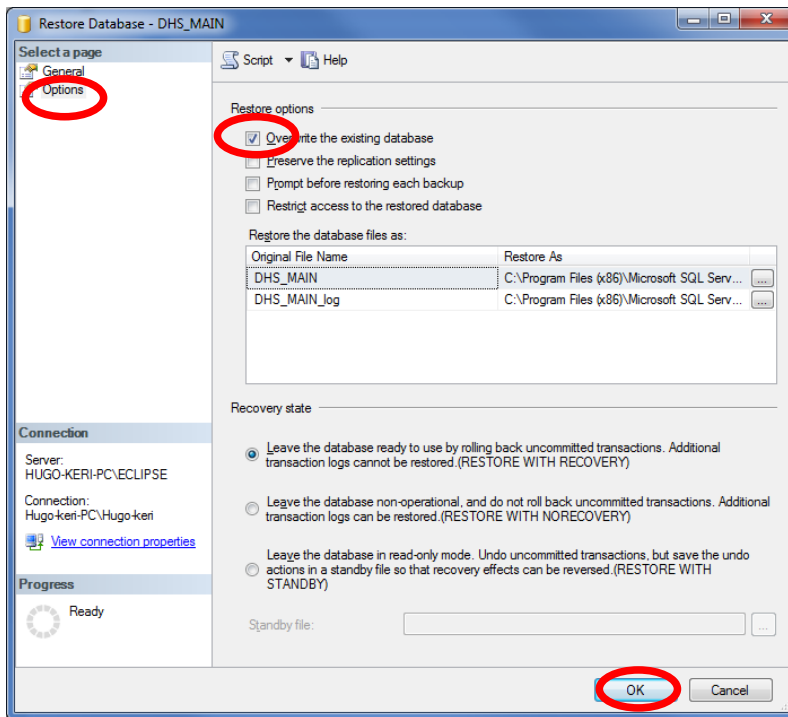 Restore Database - DHS_MAIN
Select a page
General
Options
Script
Help
Restore options
Overwrite the existing database
Preserve the replication settings
Prompt before restoring each backup
Restrict access to the restored database
Restore the database files as:
Original File Name Restore As
DHS_MAIN C:\Program Files (x86)\Microsoft SQL Serv... ...
DHS_MAIN_log C:\Program Files (x86)\Microsoft SQL Serv... ...
Recovery state
Leave the database ready to use by rolling back uncommitted transactions. Additional
transaction logs cannot be restored.(RESTORE WITH RECOVERY)
Leave the database non-operational, and do not roll back uncommitted transactions. Additional
transaction logs can be restored.(RESTORE WITH NORECOVERY)
Leave the database in read-only mode. Undo uncommitted transactions, but save the undo
actions in a standby file so that recovery effects can be reversed.(RESTORE WITH
STANDBY)
Standby file: ...
Connection
Server:
HUGO-KERI-PC\ECLIPSE
Connection:
Hugo-keri-PC\Hugo-keri
View connection properties
Progress
Ready
OK
Cancel